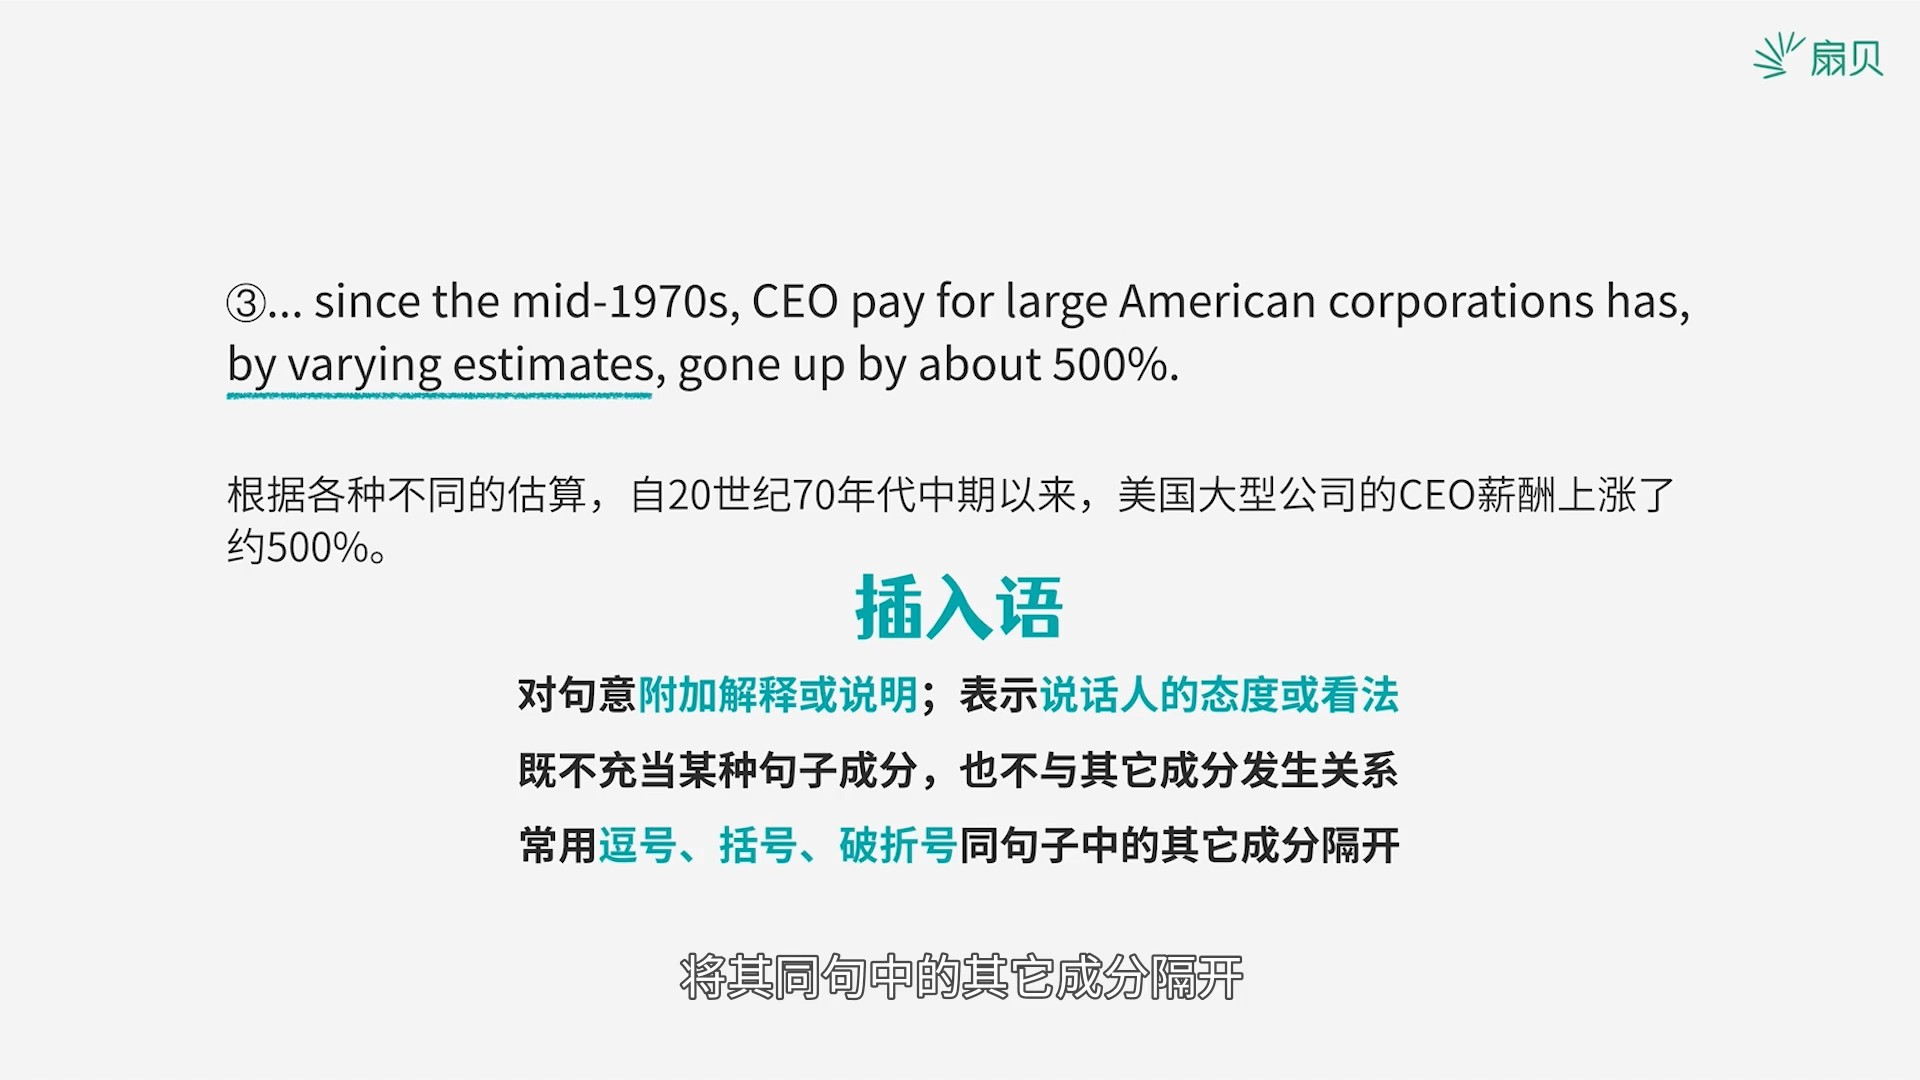 扇贝
③... since the mid-1970s, CEO pay for large American corporations has,
by varying estimates, gone up by about 500%.
根据各种不同的估算，自20世纪70年代中期以来，美国大型公司的CEO薪酬上涨了
约500%。
插入语
对句意附加解释或说明；表示说话人的态度或看法
既不充当某种句子成分，也不与其它成分发生关系
常用逗号、括号、破折号同句子中的其它成分隔开
将其同句中的其它成分隔开